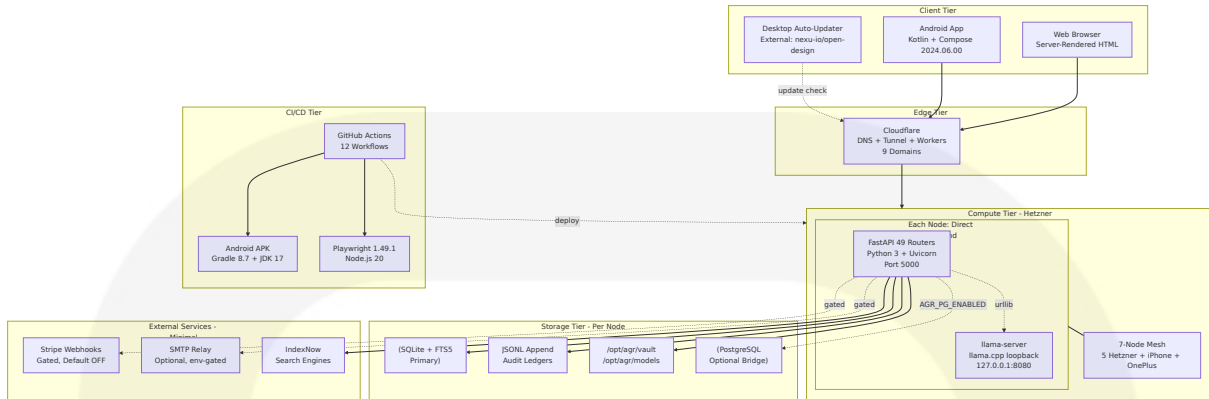 Client Tier
Desktop Auto-Updater
External: nexu-io/open-
design
Android App
Kotlin + Compose
2024.06.00
Web Browser
Server-Rendered HTML
update check
CI/CD Tier
GitHub Actions
12 Workflows
Edge Tier
Cloudflare
DNS + Tunnel + Workers
9 Domains
Android APK
Gradle 8.7 + JDK 17
Playwright 1.49.1
Node.js 20
deploy
Compute Tier - Hetzner
Each Node: Direct
FastAPI 49 Routers
Python 3 + Uvicorn
Port 5000
gated
gated
AGR_PG_ENABLED
urllib
External Services -
Stripe Webhooks
Gated, Default OFF
SMTP Relay
Optional, env-gated
IndexNow
Search Engines
Storage Tier - Per Node
(SQLite + FTS5
Primary)
JSONL Append
Audit Ledgers
/opt/agr/vault
/opt/agr/models
(PostgreSQL
Optional Bridge)
llama-server
llama.cpp loopback
127.0.0.1:8080
7-Node Mesh
5 Hetzner + iPhone +
OnePlus